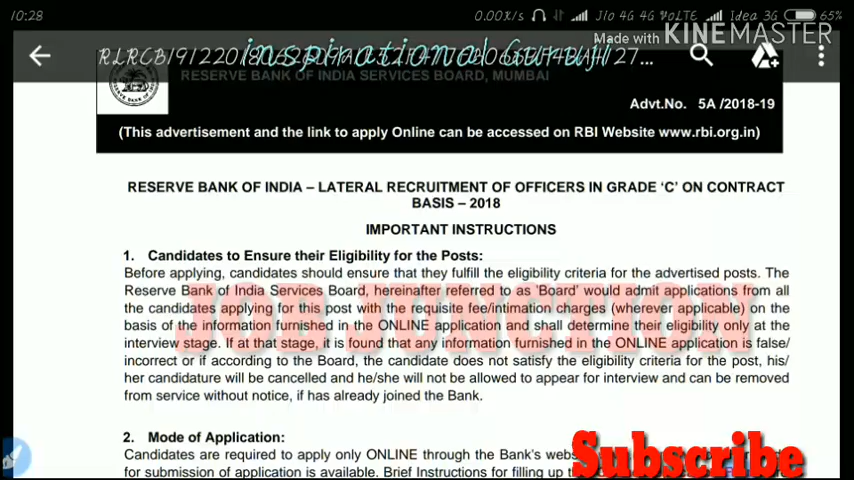 10:28
0.00K/s
Jio 4G 4G VoLTE
Idea 3G
65%
Made with KINEMASTER
inspirational Guruji
RESERVE BANK OF INDIA SERVICES BOARD, MUMBAI
Advt.No. 5A /2018-19
(This advertisement and the link to apply Online can be accessed on RBI Website www.rbi.org.in)
RESERVE BANK OF INDIA – LATERAL RECRUITMENT OF OFFICERS IN GRADE ‘C’ ON CONTRACT
BASIS – 2018
IMPORTANT INSTRUCTIONS
1. Candidates to Ensure their Eligibility for the Posts:
Before applying, candidates should ensure that they fulfill the eligibility criteria for the advertised posts. The
Reserve Bank of India Services Board, hereinafter referred to as 'Board' would admit applications from all
the candidates applying for this post with the requisite fee/intimation charges (wherever applicable) on the
basis of the information furnished in the ONLINE application and shall determine their eligibility only at the
interview stage. If at that stage, it is found that any information furnished in the ONLINE application is false/
incorrect or if according to the Board, the candidate does not satisfy the eligibility criteria for the post, his/
her candidature will be cancelled and he/she will not be allowed to appear for interview and can be removed
from service without notice, if has already joined the Bank.
JOB JUNCTION
2. Mode of Application:
Candidates are required to apply only ONLINE through the Bank's
for submission of application is available. Brief Instructions for filling up
Subscribe